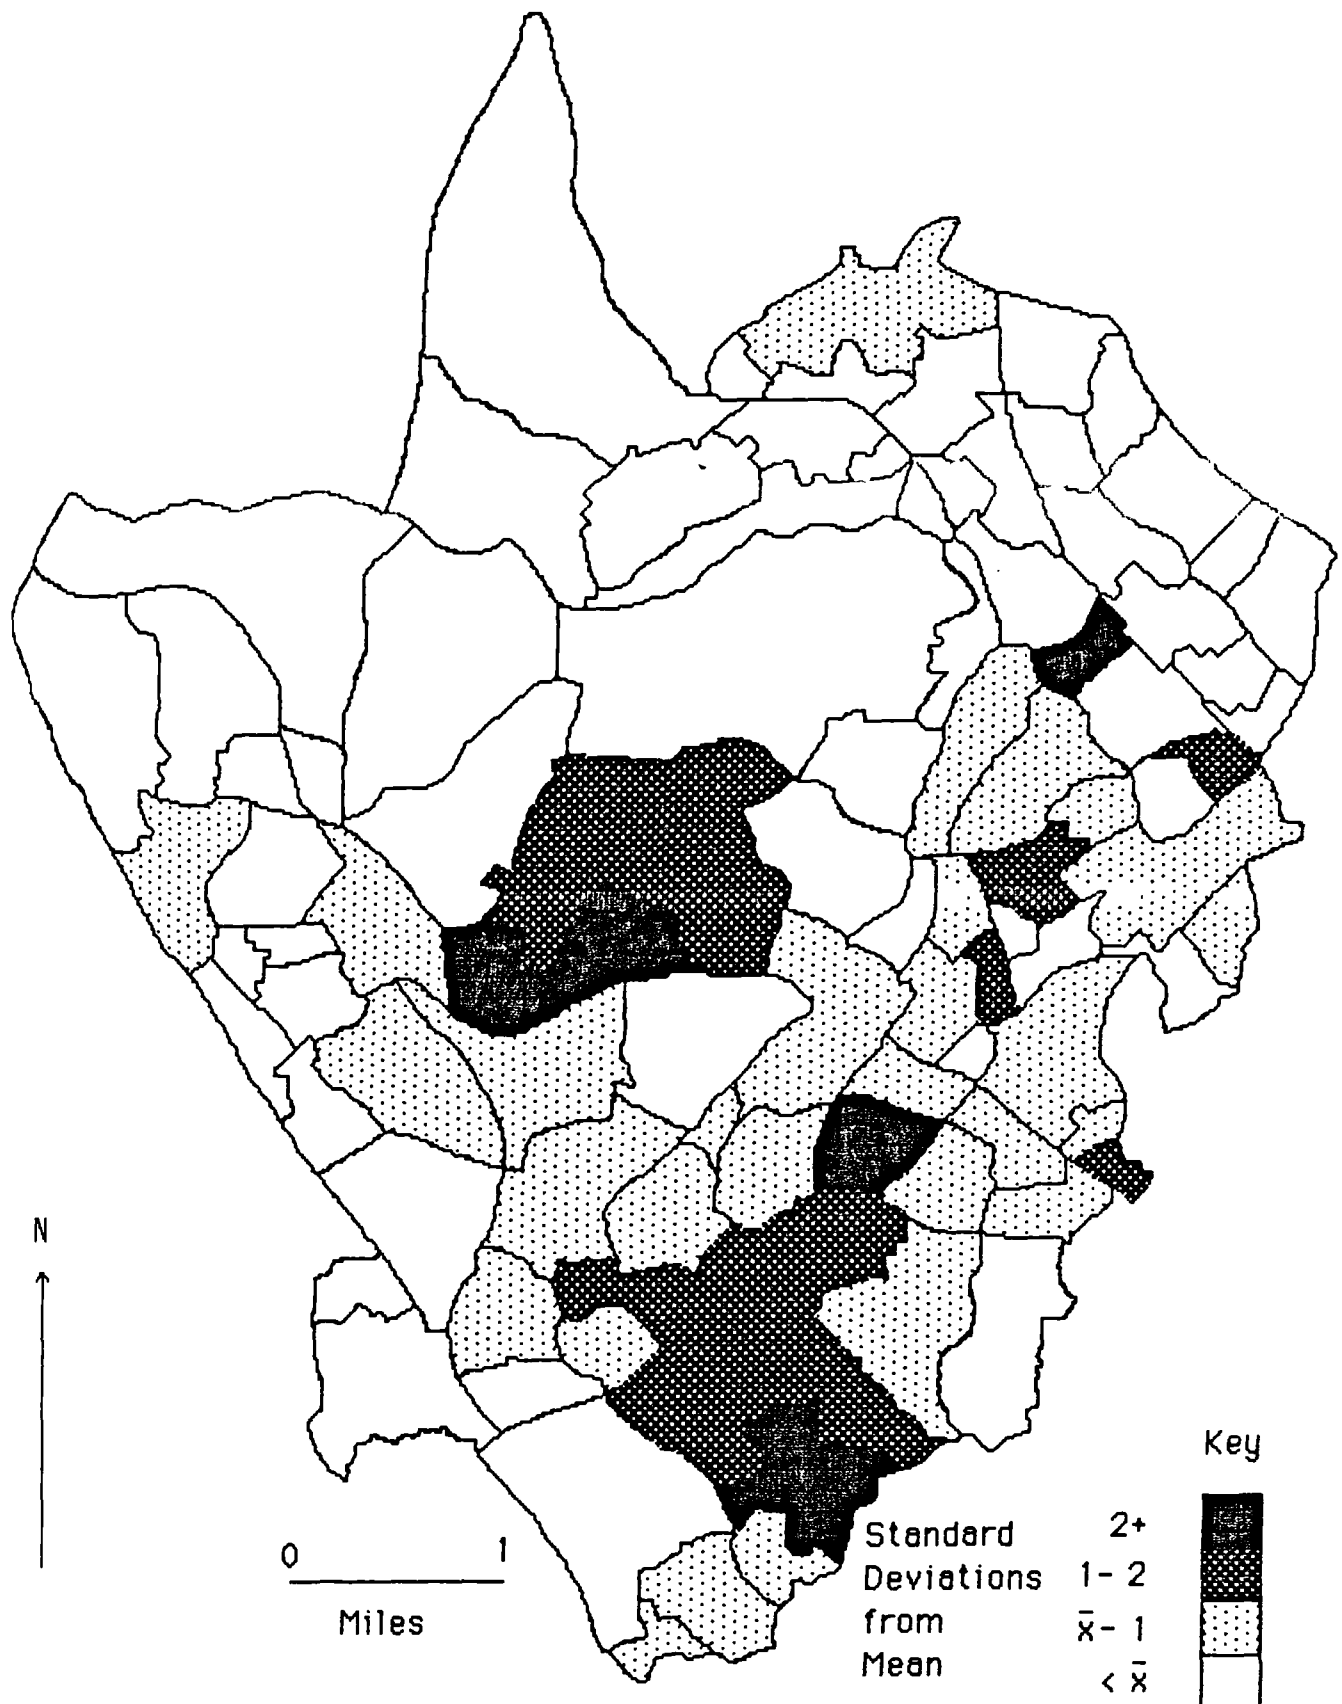 N
0 1
Miles
Key
Standard 2+
Deviations 1-2
from x̄-1
Mean < x̄